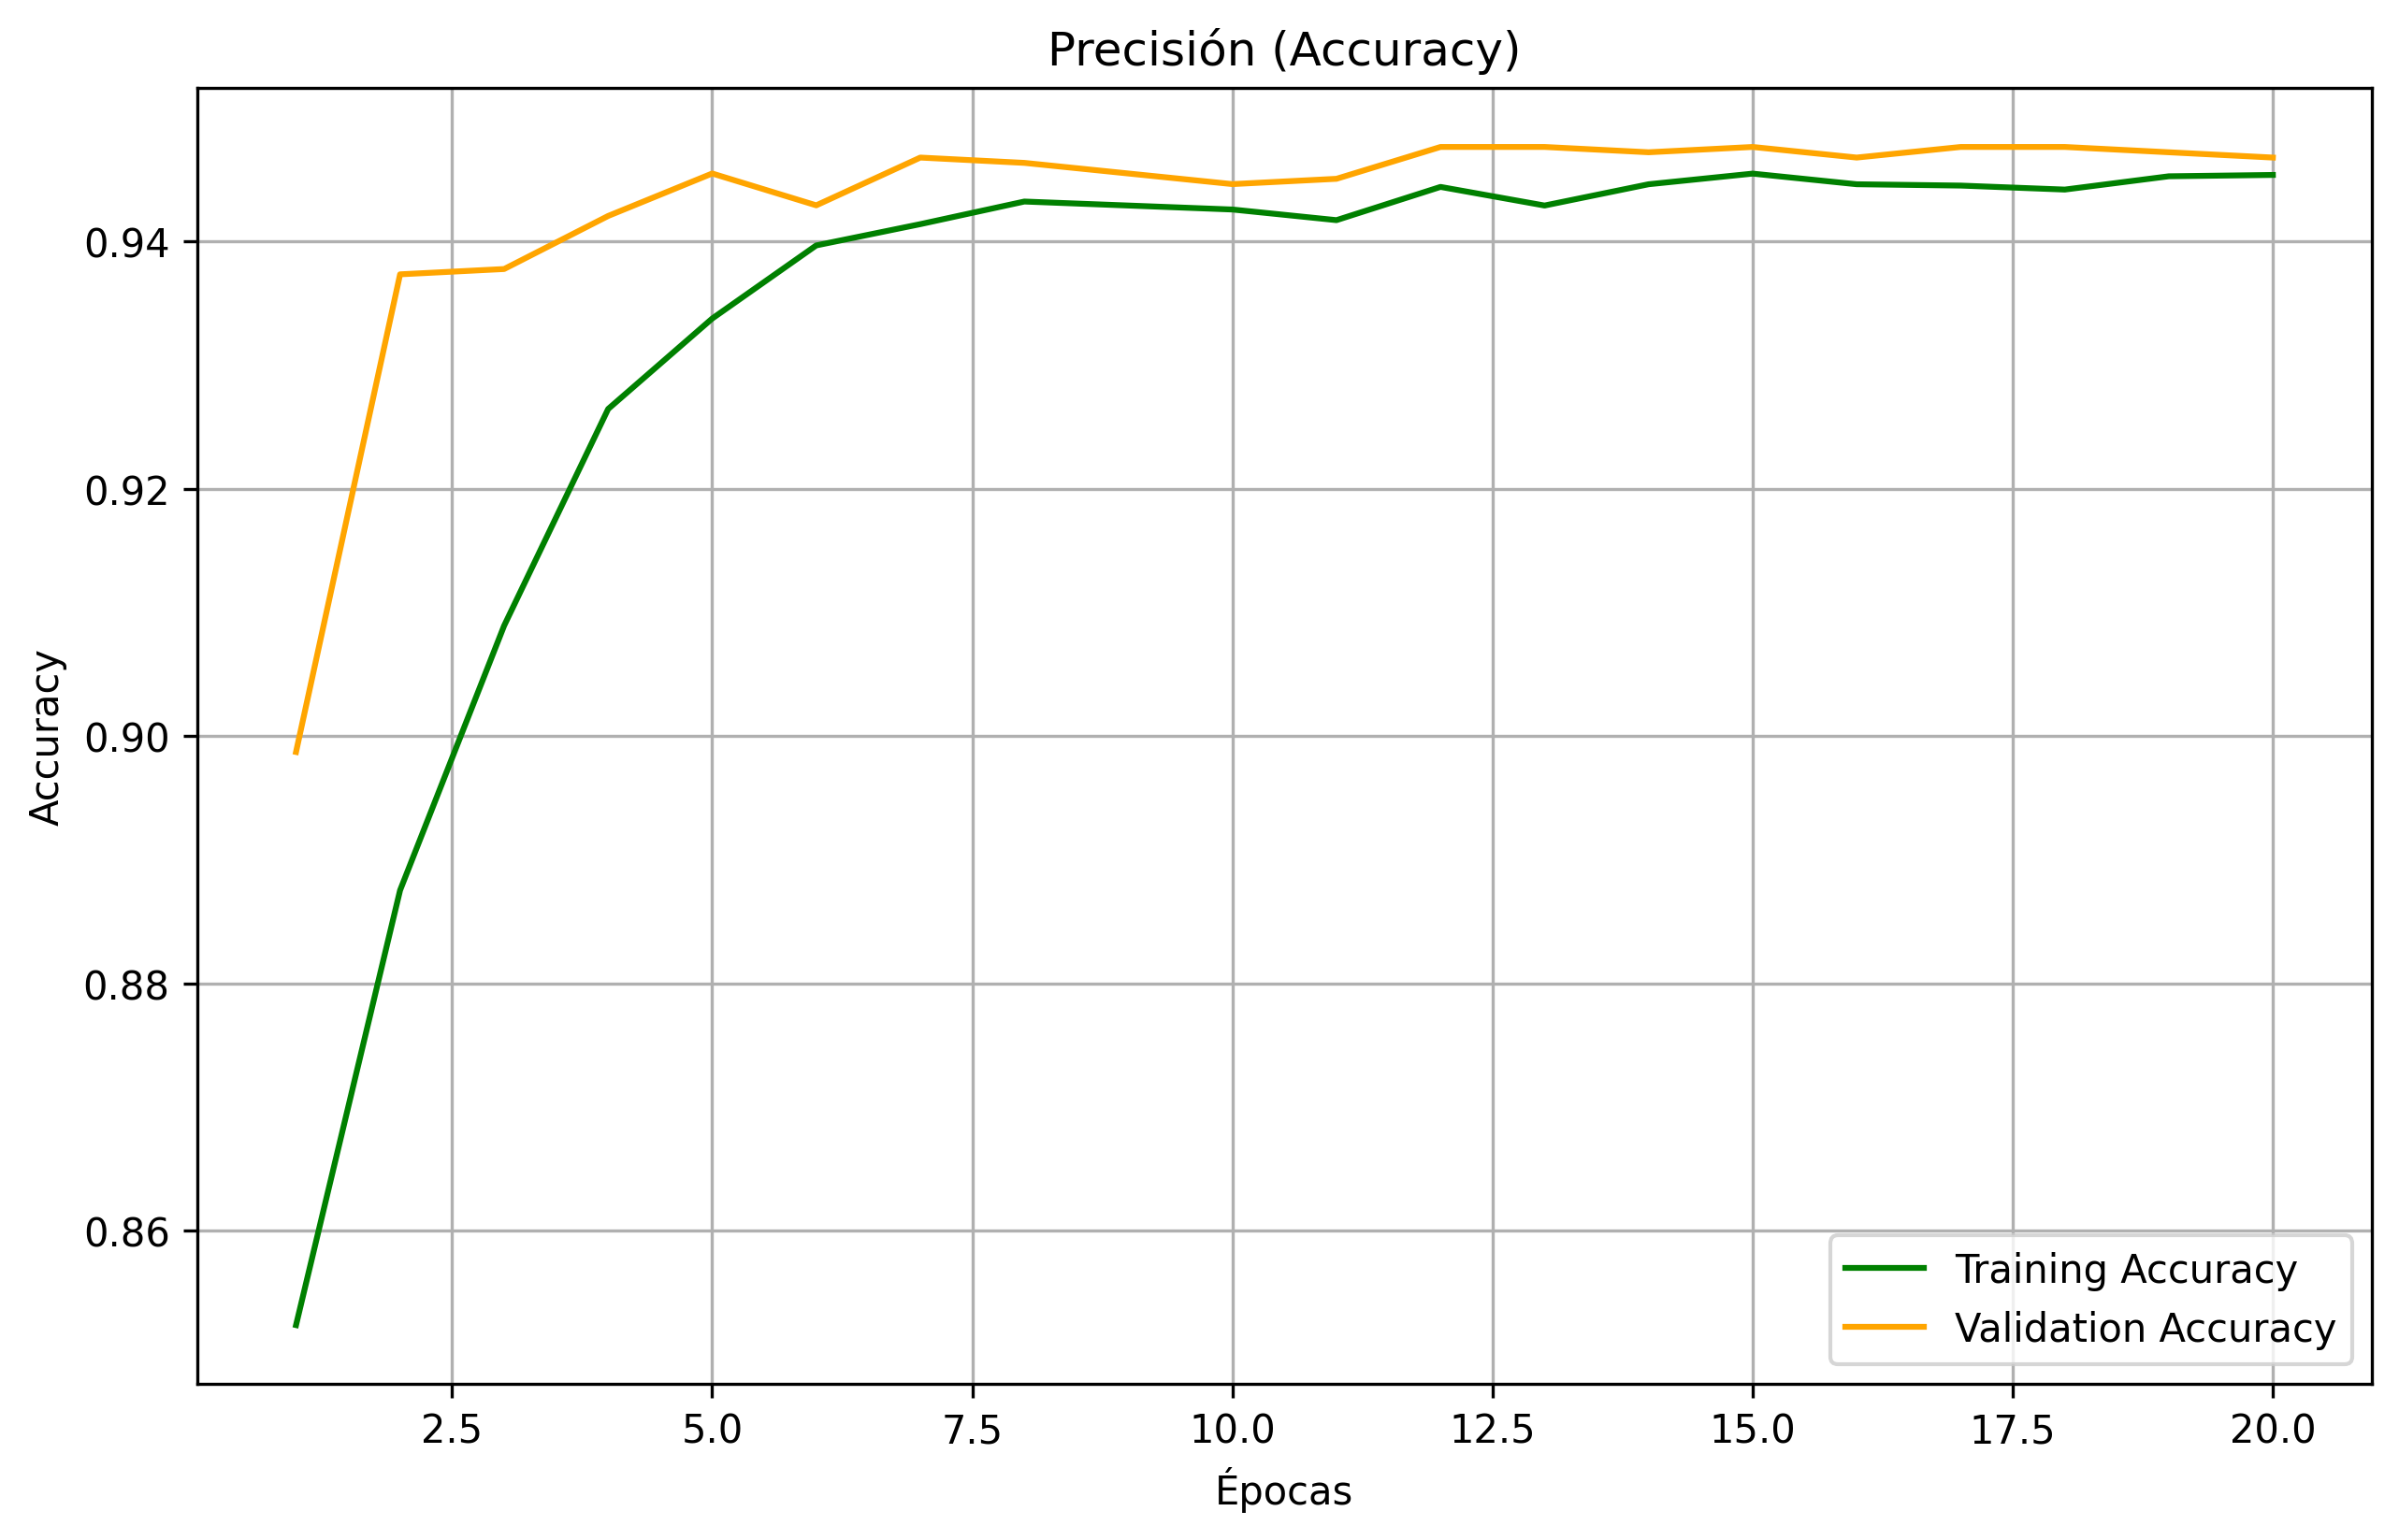 Precisión (Accuracy)
Accuracy
0.94
0.92
0.90
0.88
0.86
2.5 5.0 7.5 10.0 12.5 15.0 17.5 20.0
Épocas
Training Accuracy
Validation Accuracy